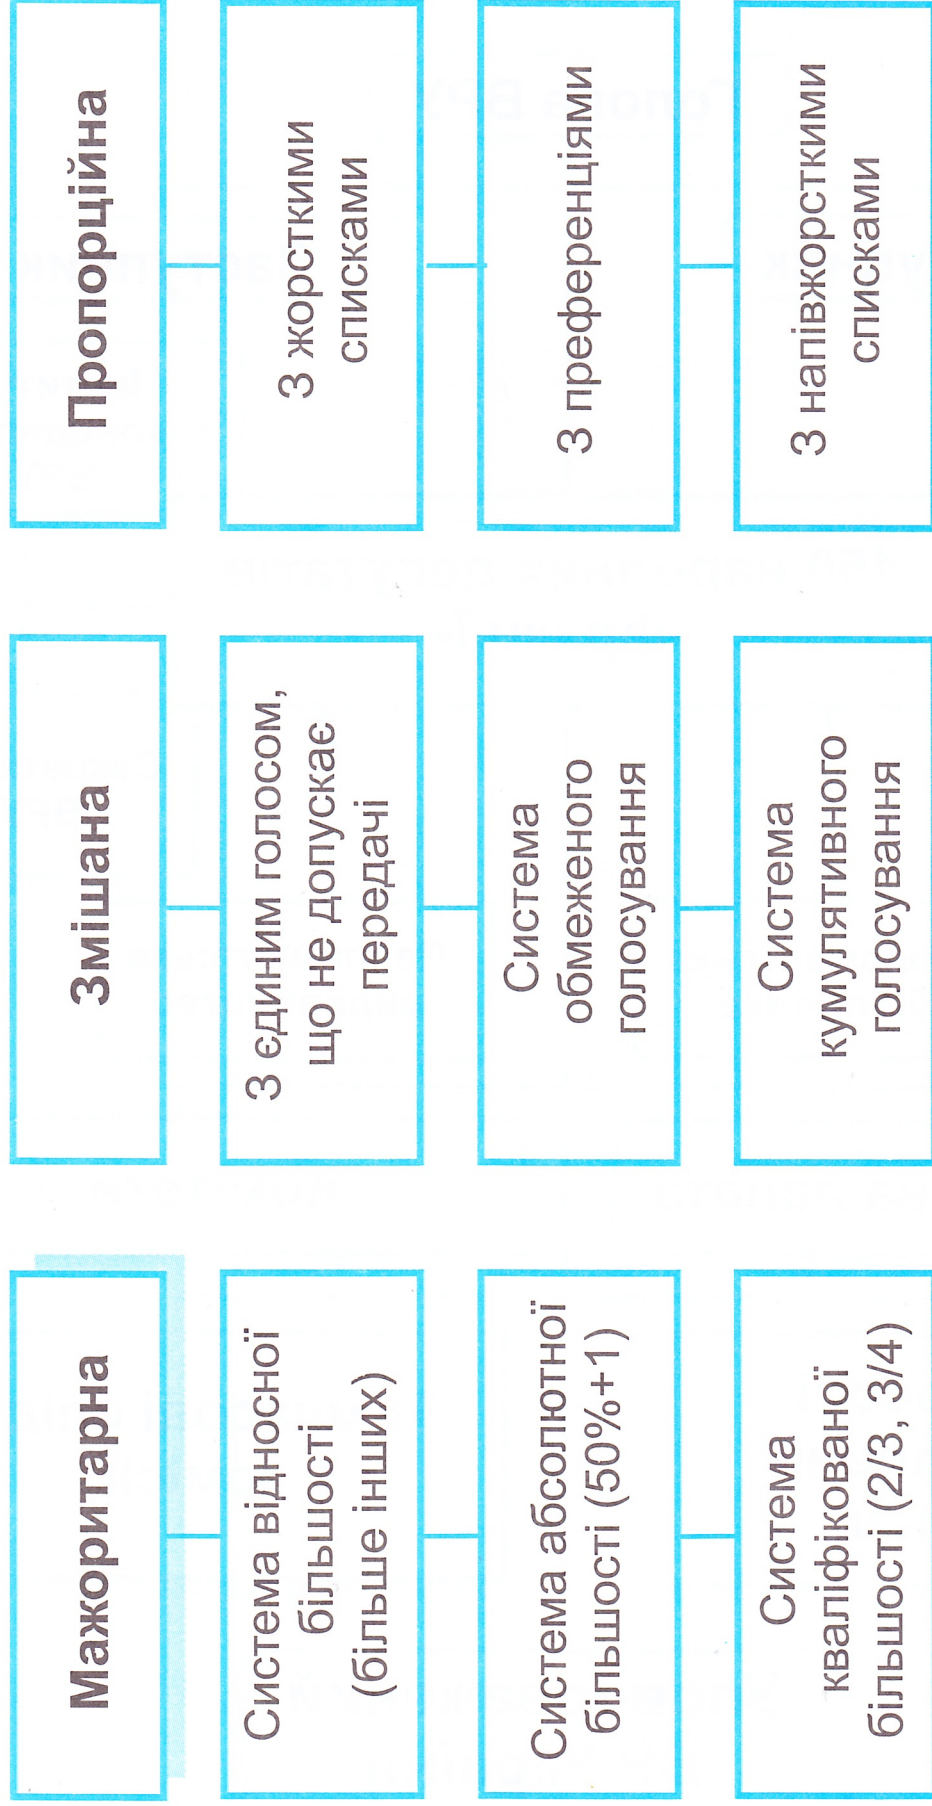 Мажоритарна
Система відносної
більшості
(більше інших)
Система абсолютної
більшості (50%+1)
Система
кваліфікованої
більшості (2/3, 3/4)
Змішана
З єдиним голосом,
що не допускає
передачі
Система
обмеженого
голосування
Система
кумулятивного
голосування
Пропорційна
З жорсткими
списками
З преференціями
З напівжорсткими
списками